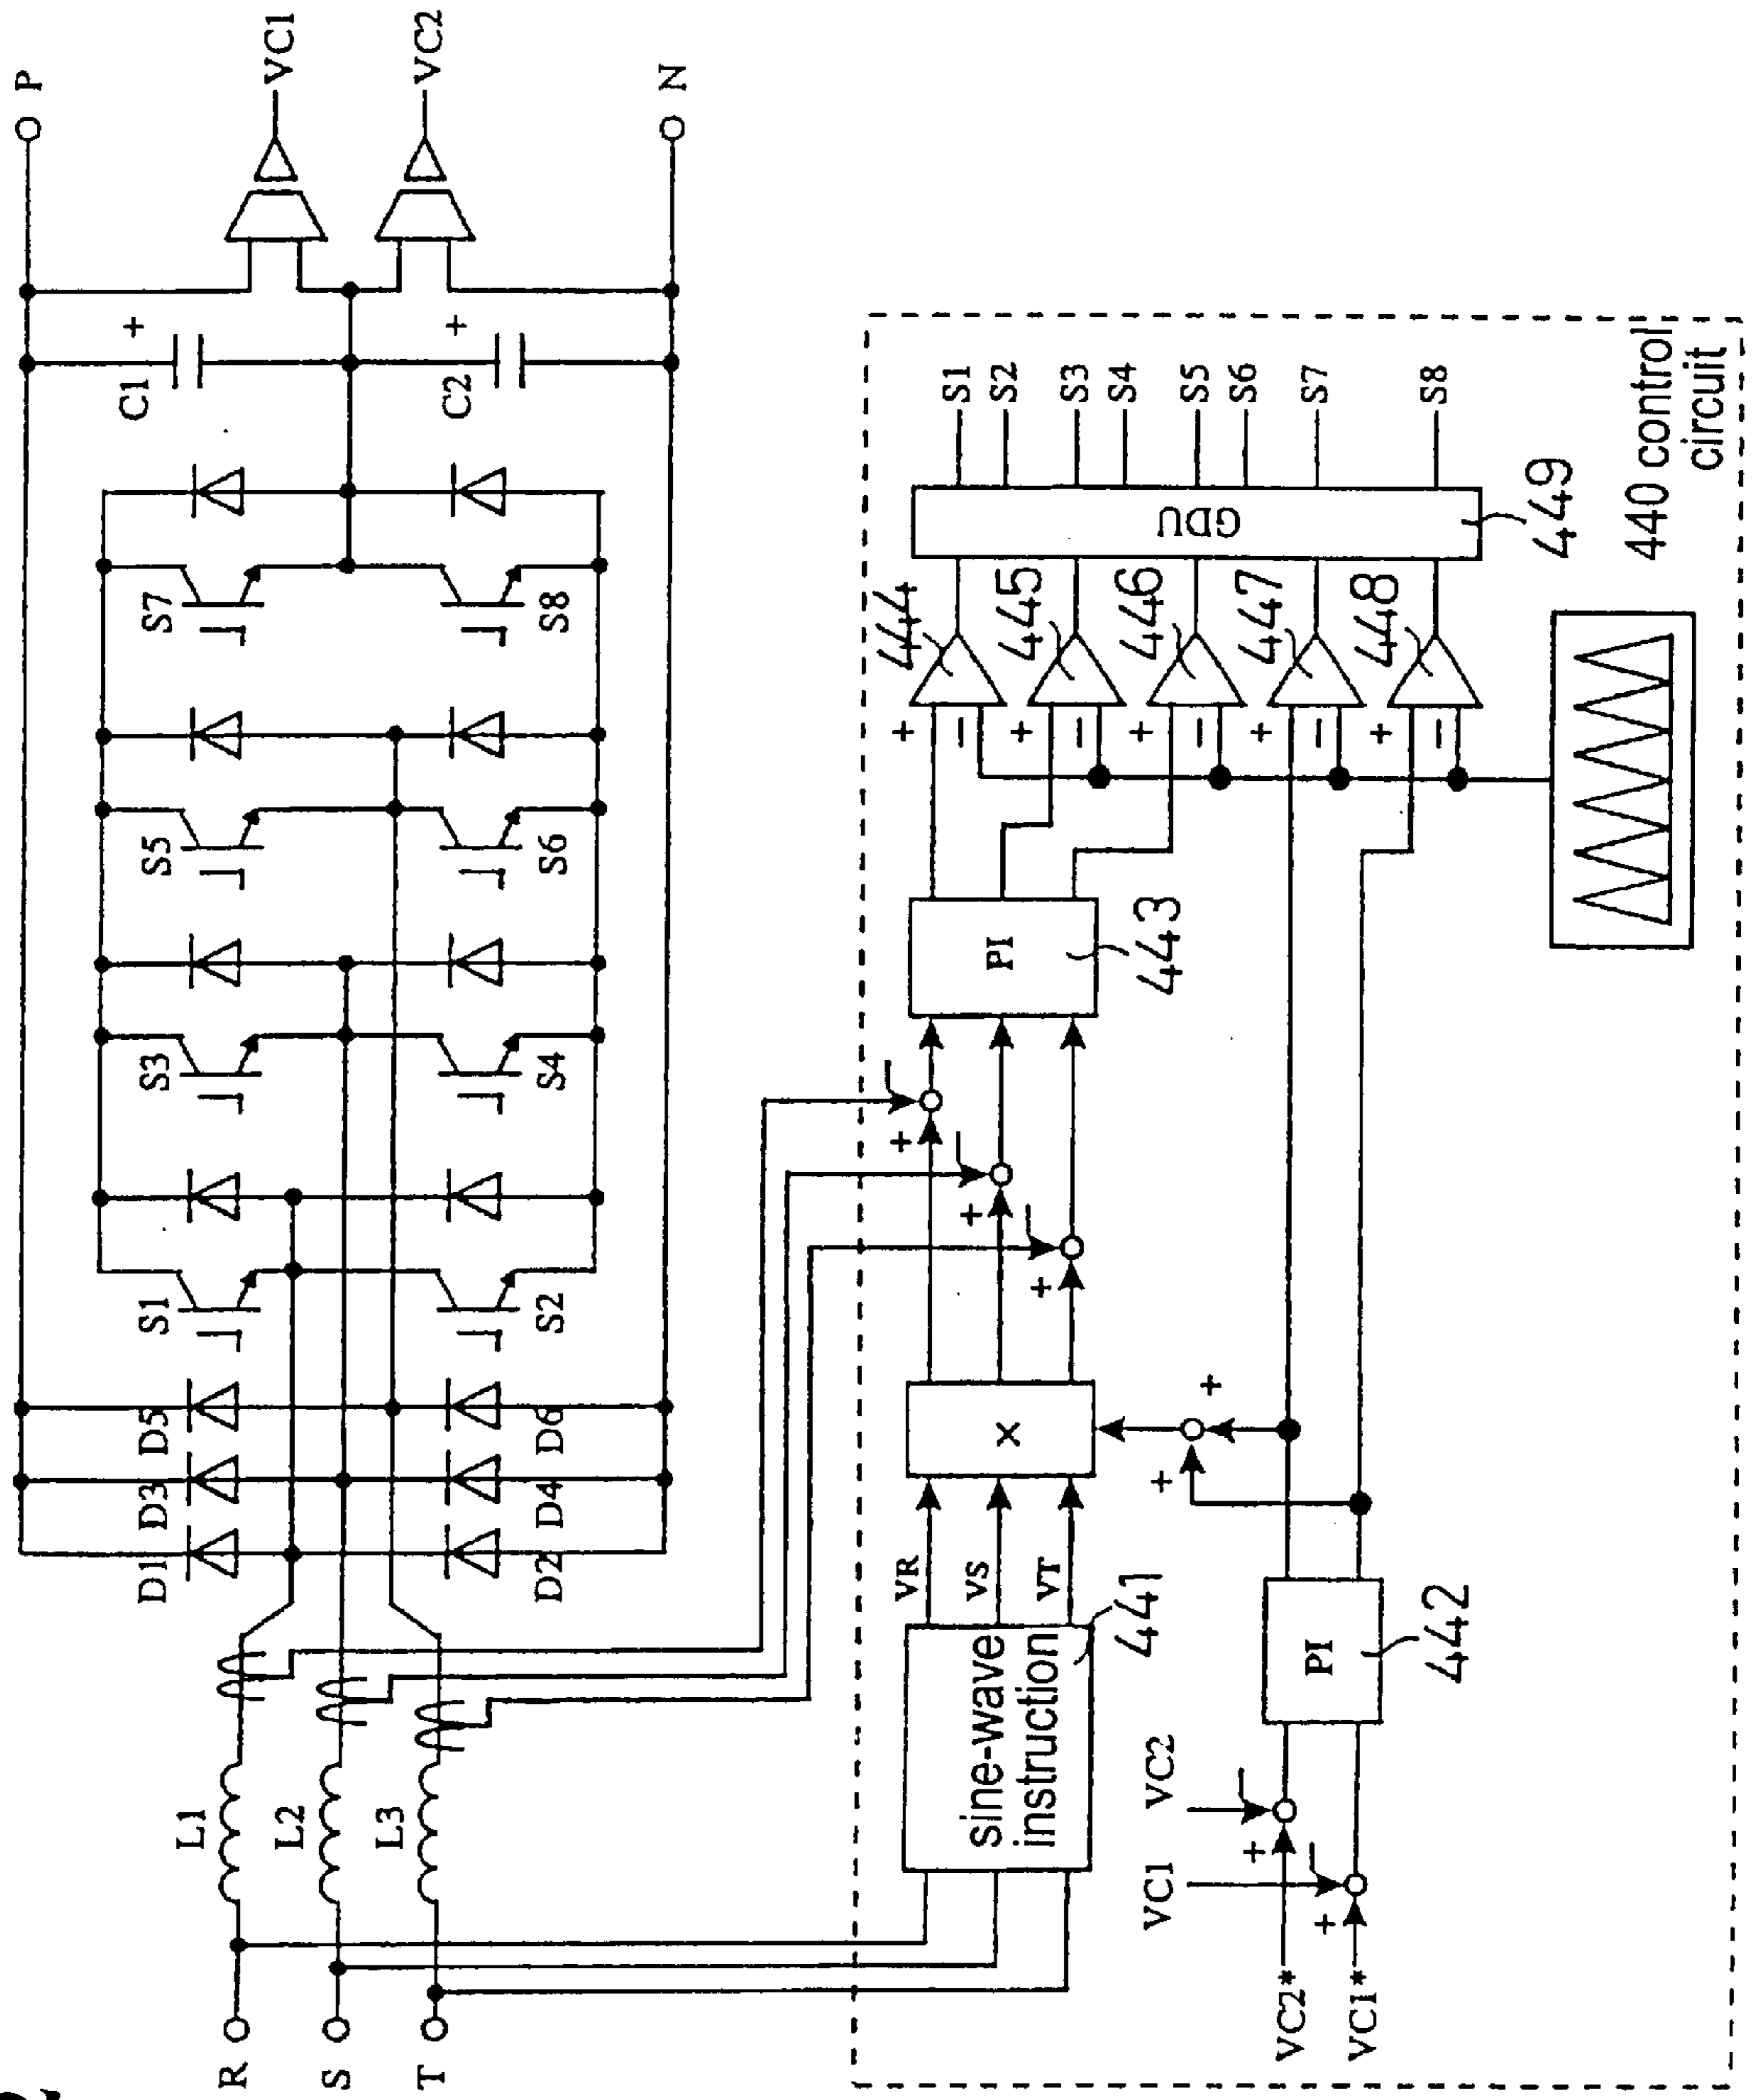 P
VC1
VC2
N
C1
+
C2
+
S7
S8
S5
S6
S3
S4
S1
S2
D5
D3
D1
D6
D4
D2
L1
L2
L3
R
S
T
440 control
circuit
sine-wave
instruction
441
VR
VS
VT
X
+
+
+
+
+
PI
443
444
445
446
447
448
+
−
+
−
+
−
+
−
+
−
GDU
449
S1
S2
S3
S4
S5
S6
S7
S8
VC1
VC2
VC2*
VC1*
+
+
PI
442